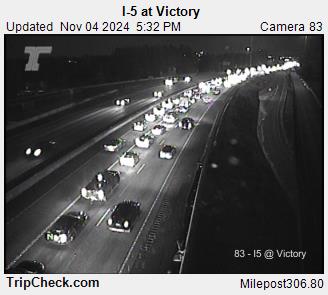 I-5 at Victory
Updated Nov 04 2024 5:32 PM Camera 83
T
N
83 - I5 @ Victory
TripCheck.com Milepost306.80